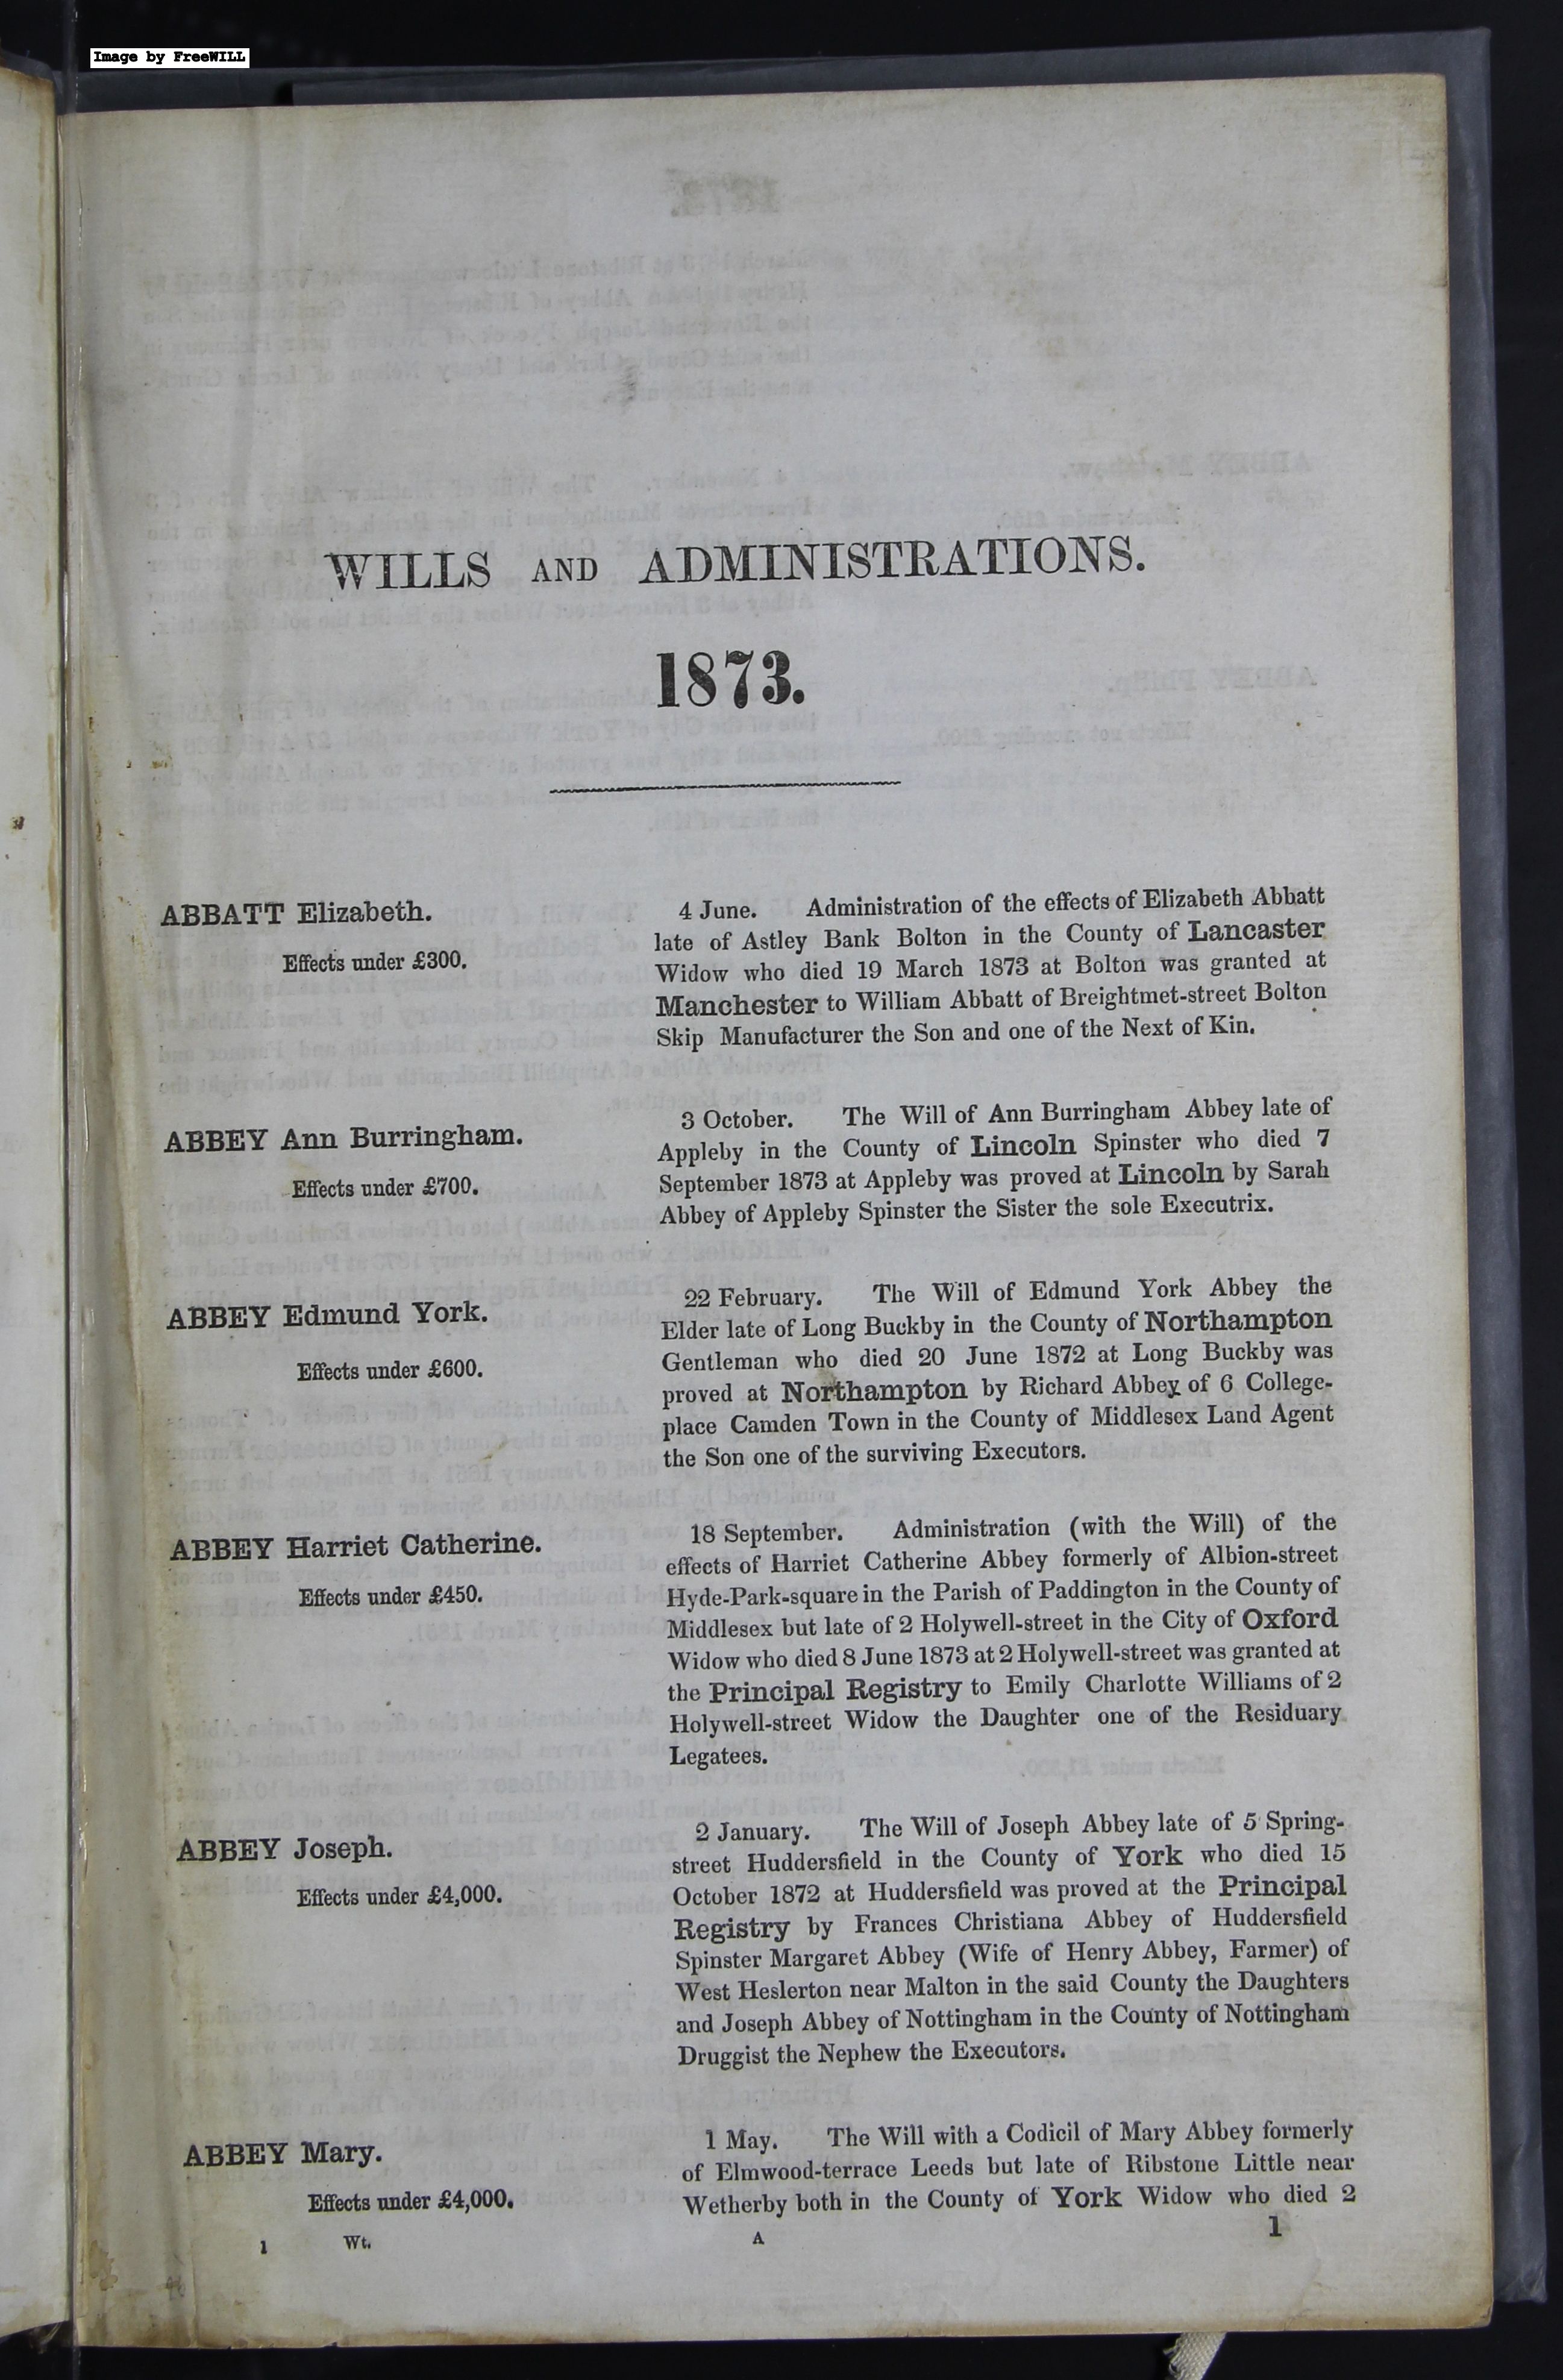 Image by FreeWILL
WILLS AND ADMINISTRATIONS.
1873.
ABBATT Elizabeth.
Effects under £300.
4 June. Administration of the effects of Elizabeth Abbatt
late of Astley Bank Bolton in the County of Lancaster
Widow who died 19 March 1873 at Bolton was granted at
Manchester to William Abbatt of Breightmet-street Bolton
Skip Manufacturer the Son and one of the Next of Kin.
ABBEY Ann Burringham.
Effects under £700.
3 October. The Will of Ann Burringham Abbey late of
Appleby in the County of Lincoln Spinster who died 7
September 1873 at Appleby was proved at Lincoln by Sarah
Abbey of Appleby Spinster the Sister the sole Executrix.
ABBEY Edmund York.
Effects under £600.
22 February. The Will of Edmund York Abbey the
Elder late of Long Buckby in the County of Northampton
Gentleman who died 20 June 1872 at Long Buckby was
proved at Northampton by Richard Abbey of 6 College-
place Camden Town in the County of Middlesex Land Agent
the Son one of the surviving Executors.
ABBEY Harriet Catherine.
Effects under £450.
18 September. Administration (with the Will) of the
effects of Harriet Catherine Abbey formerly of Albion-street
Hyde-Park-square in the Parish of Paddington in the County of
Middlesex but late of 2 Holywell-street in the City of Oxford
Widow who died 8 June 1873 at 2 Holywell-street was granted at
the Principal Registry to Emily Charlotte Williams of 2
Holywell-street Widow the Daughter one of the Residuary
Legatees.
ABBEY Joseph.
Effects under £4,000.
2 January. The Will of Joseph Abbey late of 5 Spring-
street Huddersfield in the County of York who died 15
October 1872 at Huddersfield was proved at the Principal
Registry by Frances Christiana Abbey of Huddersfield
Spinster Margaret Abbey (Wife of Henry Abbey, Farmer) of
West Heslerton near Malton in the said County the Daughters
and Joseph Abbey of Nottingham in the County of Nottingham
Druggist the Nephew the Executors.
ABBEY Mary.
Effects under £4,000.
1 May. The Will with a Codicil of Mary Abbey formerly
of Elmwood-terrace Leeds but late of Ribstone Little near
Wetherby both in the County of York Widow who died 2
1 Wt. A 1